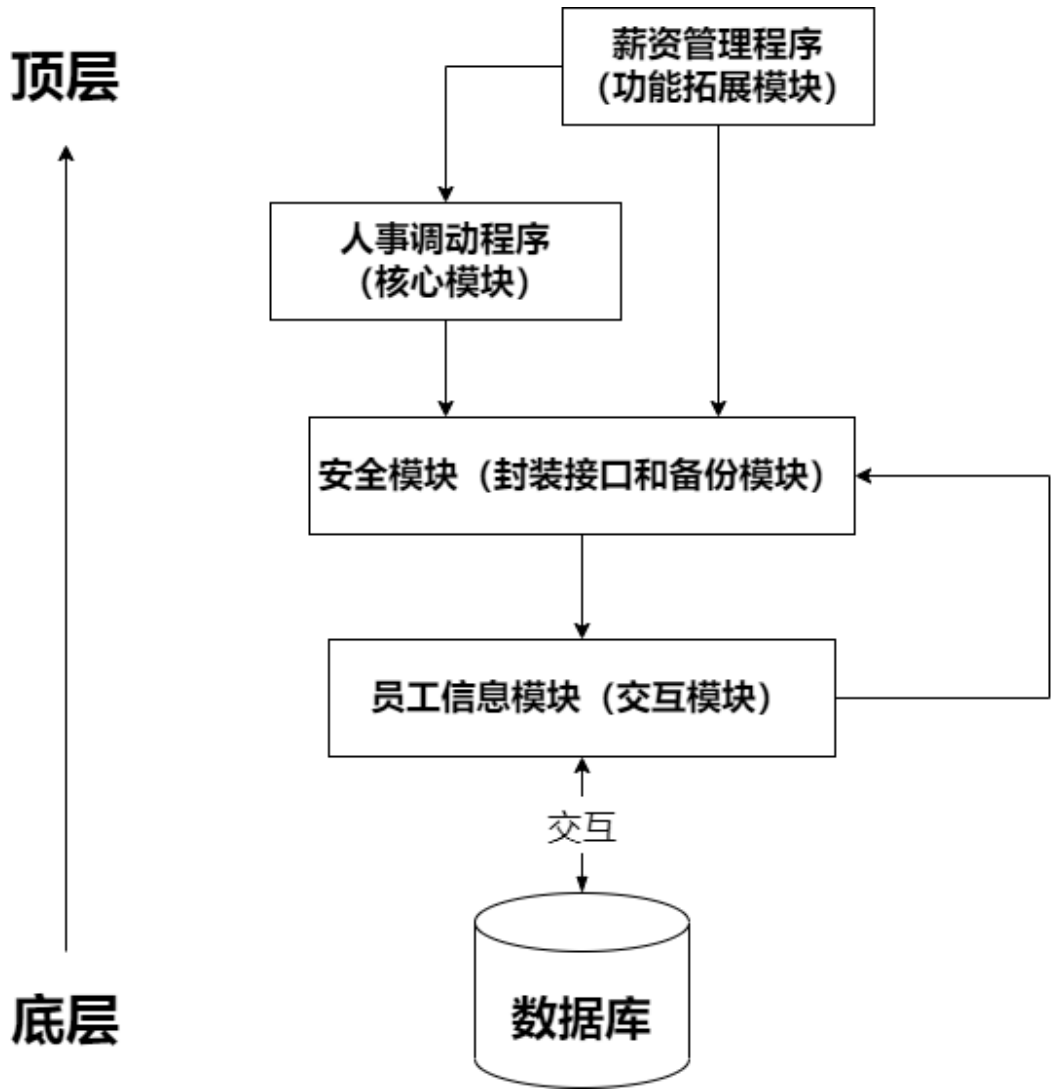 顶层
薪资管理程序
（功能拓展模块）
人事调动程序
（核心模块）
安全模块（封装接口和备份模块）
员工信息模块（交互模块）
交互
数据库
底层